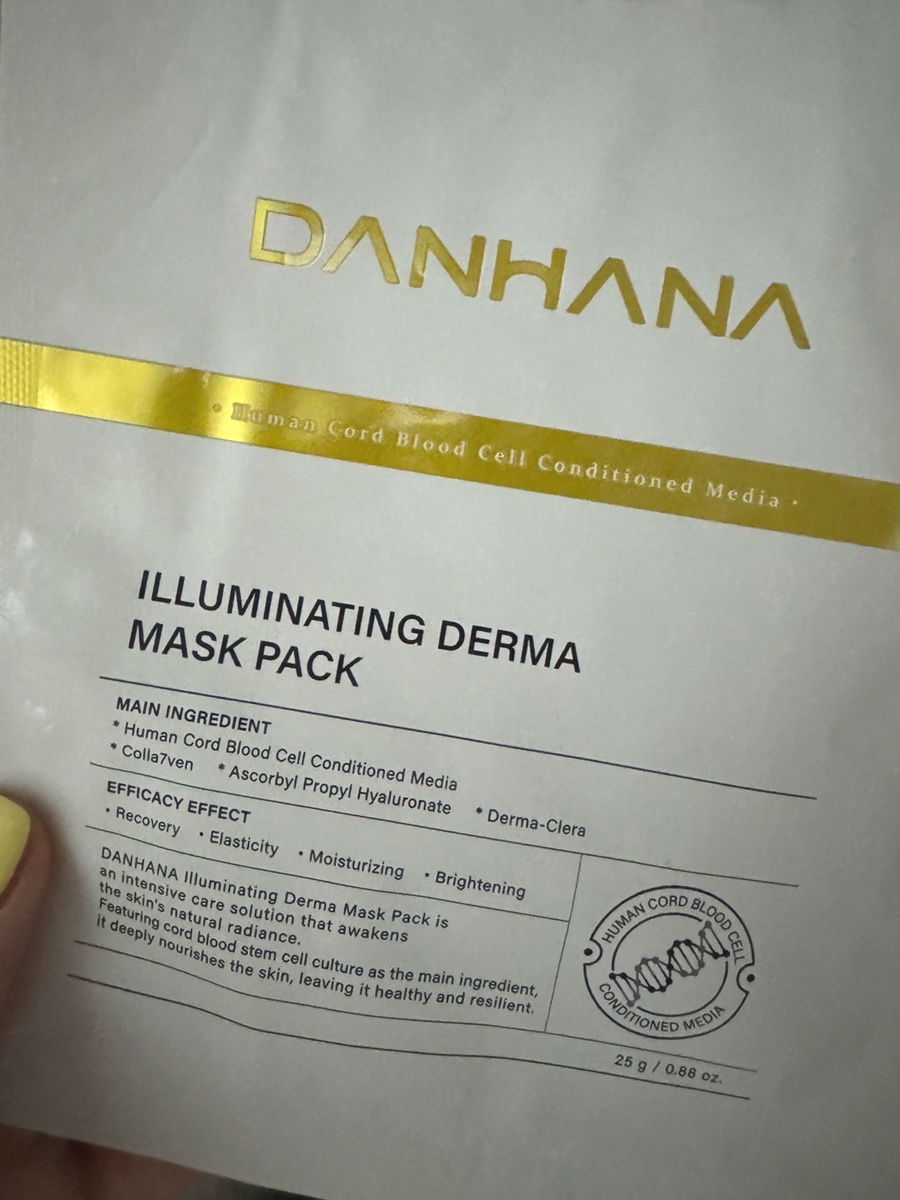 DANHANA
• Human Cord Blood Cell Conditioned Media •
ILLUMINATING DERMA
MASK PACK
MAIN INGREDIENT
* Human Cord Blood Cell Conditioned Media
* Colla7ven * Ascorbyl Propyl Hyaluronate * Derma-Clera
EFFICACY EFFECT
• Recovery • Elasticity • Moisturizing • Brightening
DANHANA Illuminating Derma Mask Pack is
an intensive care solution that awakens
the skin's natural radiance.
Featuring cord blood stem cell culture as the main ingredient,
it deeply nourishes the skin, leaving it healthy and resilient.
HUMAN CORD BLOOD CELL
CONDITIONED MEDIA
25 g / 0.88 oz.